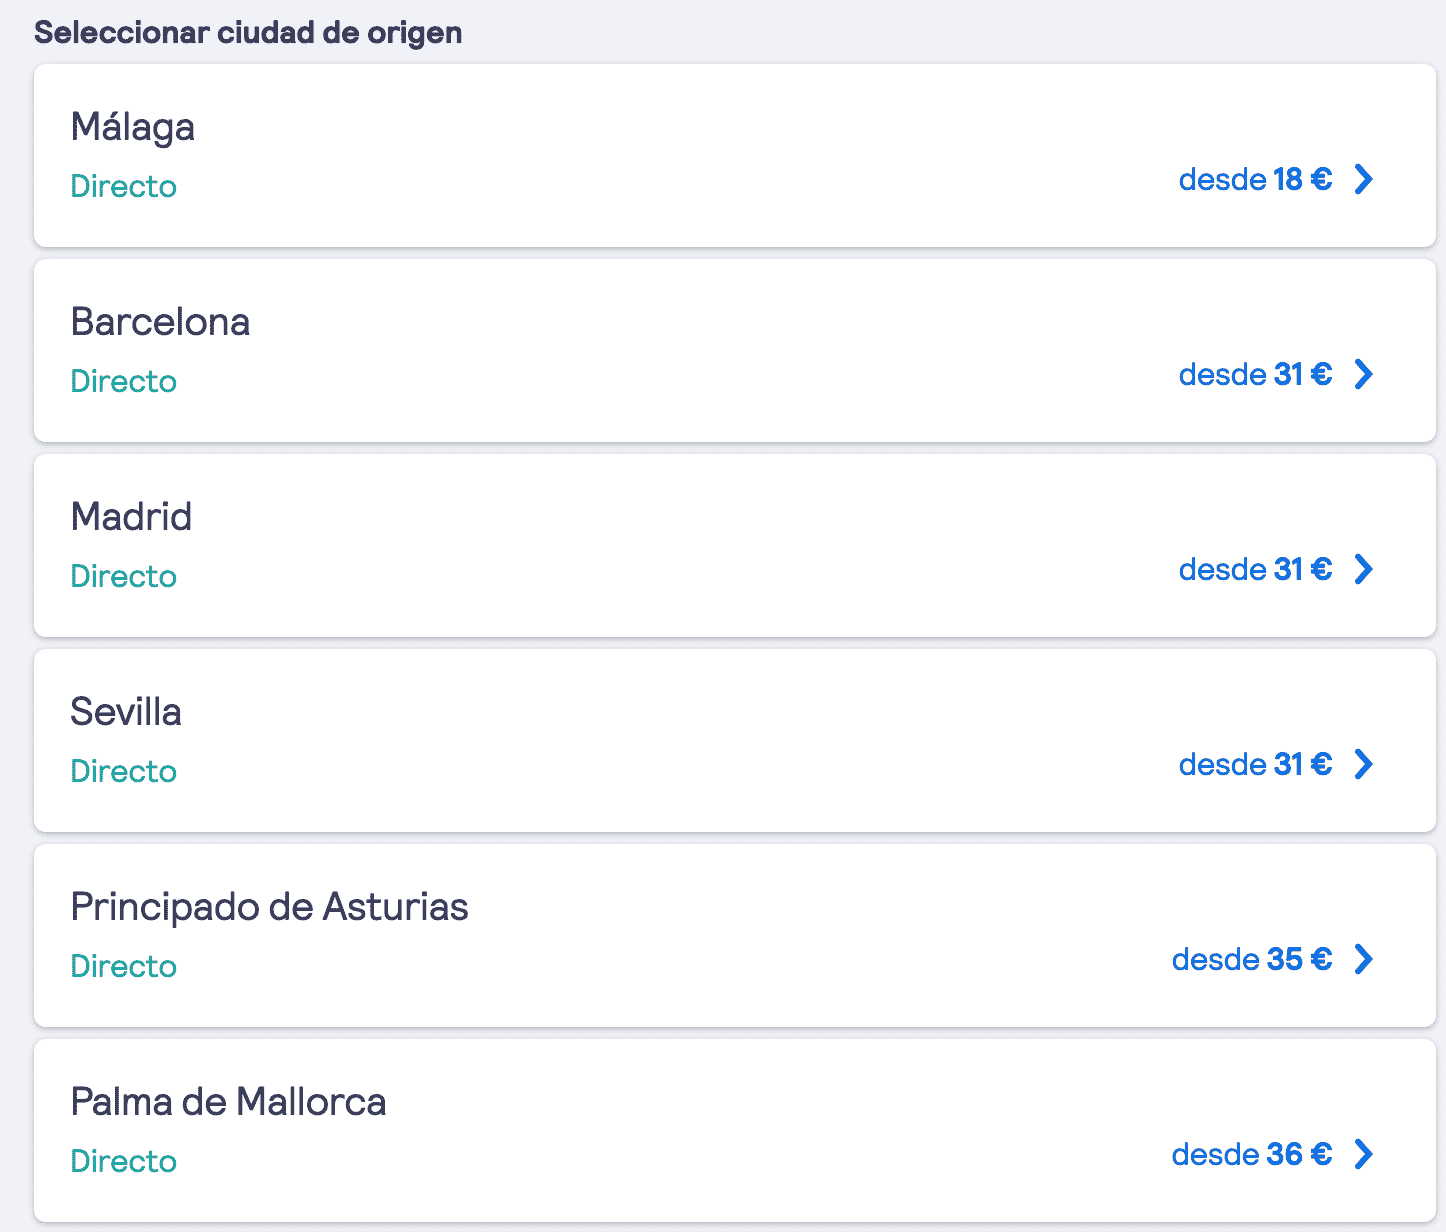 Seleccionar ciudad de origen
Málaga
Directo
desde 18 €
Barcelona
Directo
desde 31 €
Madrid
Directo
desde 31 €
Sevilla
Directo
desde 31 €
Principado de Asturias
Directo
desde 35 €
Palma de Mallorca
Directo
desde 36 €